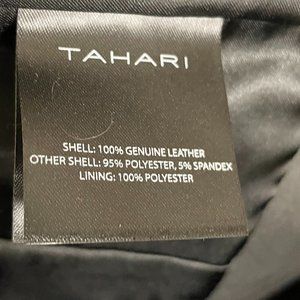 TAHARI
SHELL: 100% GENUINE LEATHER
OTHER SHELL: 95% POLYESTER, 5% SPANDEX
LINING: 100% POLYESTER